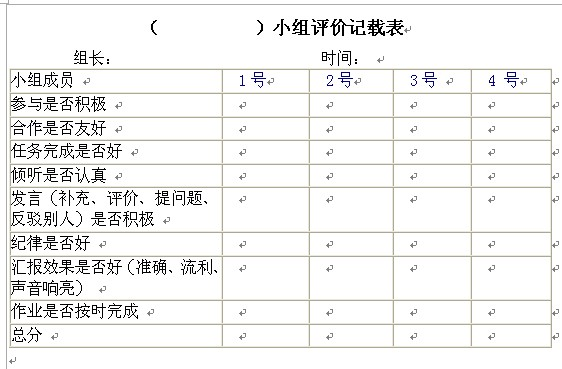 （　　　　　）小组评价记载表
组长：　　　　　时间：
小组成员　1号　2号　3号　4号
参与是否积极
合作是否友好
任务完成是否好
倾听是否认真
发言（补充、评价、提问题、
反驳别人）是否积极
纪律是否好
汇报效果是否好（准确、流利、
声音响亮）
作业是否按时完成
总分